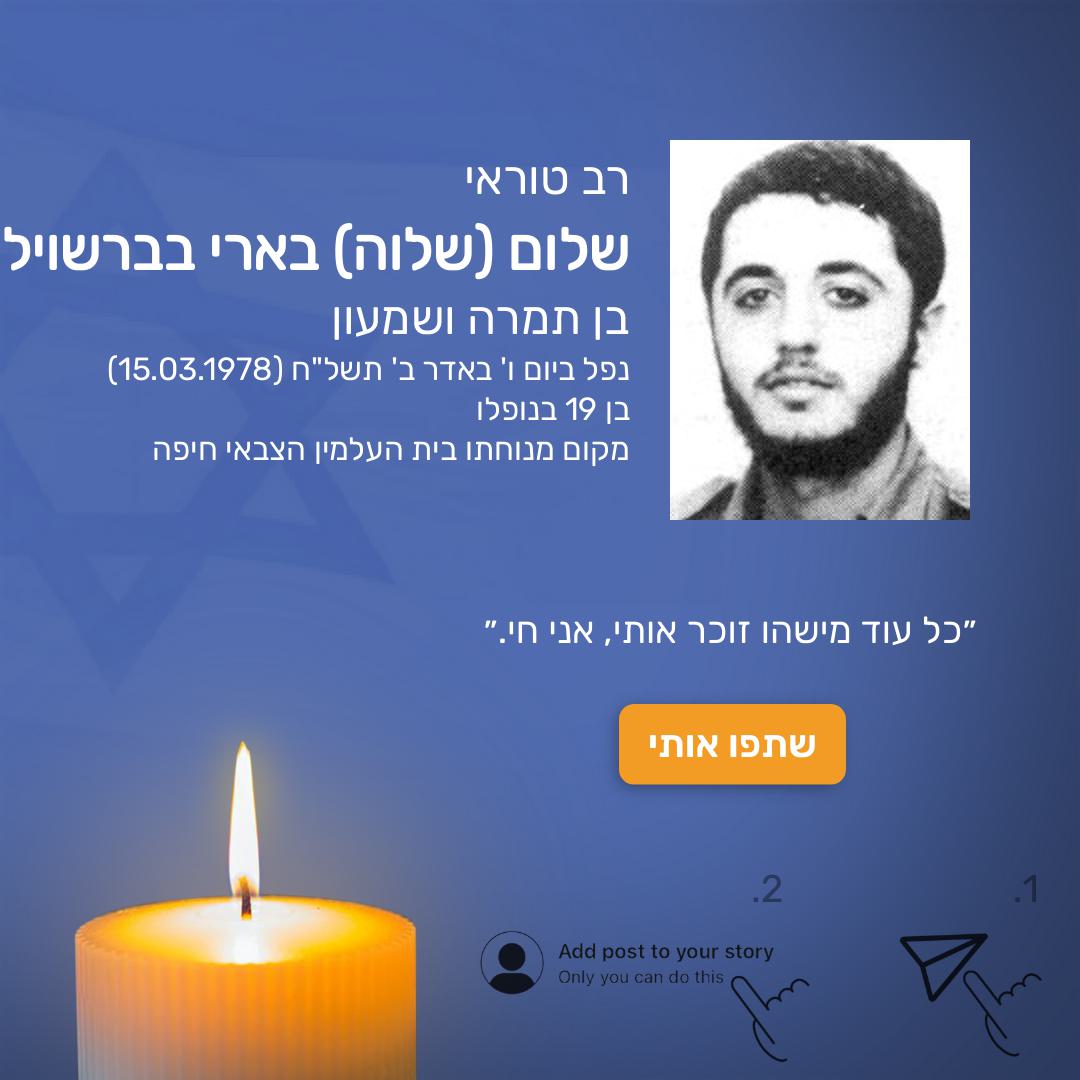 רב טוראי
שלום (שלוה) בארי בברשויל
בן תמרה ושמעון
נפל ביום ו' באדר ב' תשל"ח (15.03.1978)
בן 19 בנופלו
מקום מנוחתו בית העלמין הצבאי חיפה
״כל עוד מישהו זוכר אותי, אני חי.״
שתפו אותי
.1
.2
Add post to your story
Only you can do this